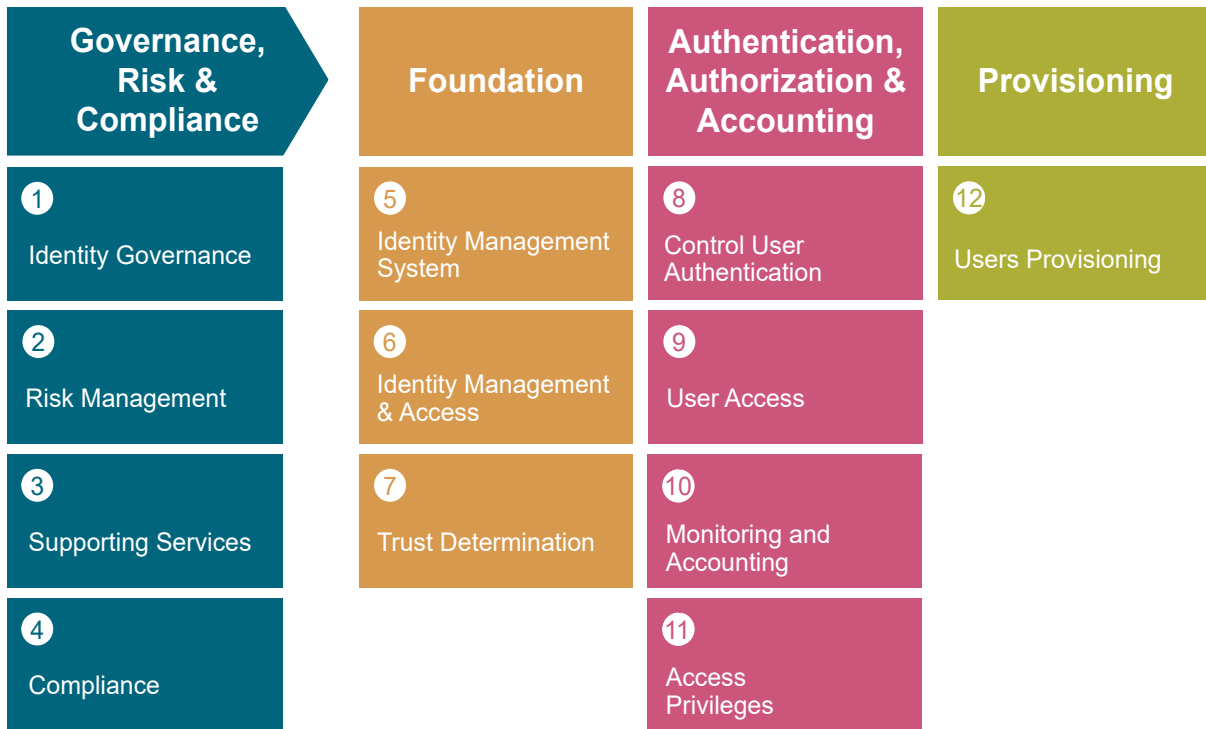 Governance,
Risk &
Compliance
1
Identity Governance
2
Risk Management
3
Supporting Services
4
Compliance
Foundation
5
Identity Management
System
6
Identity Management
& Access
7
Trust Determination
Authentication,
Authorization &
Accounting
8
Control User
Authentication
9
User Access
10
Monitoring and
Accounting
11
Access
Privileges
Provisioning
12
Users Provisioning